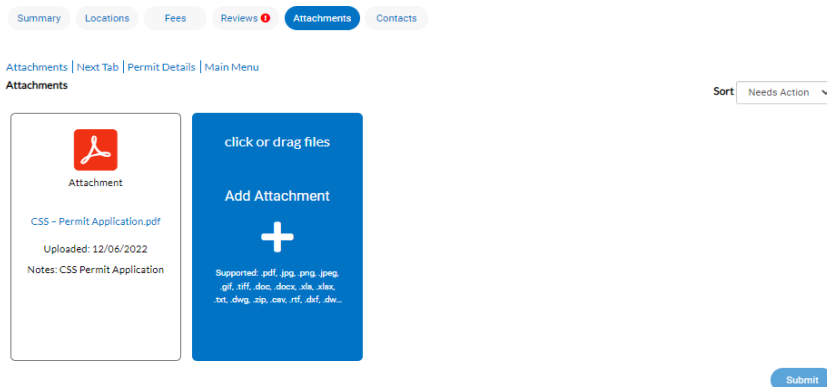 Summary Locations Fees Reviews Attachments Contacts
Attachments | Next Tab | Permit Details | Main Menu
Attachments
Sort Needs Action
Attachment
CSS – Permit Application.pdf
Uploaded: 12/06/2022
Notes: CSS Permit Application
click or drag files
Add Attachment
Supported: .pdf, .jpg, .png, .jpeg,
.gif, .tiff, .doc, .docx, .xls, .xlsx,
.txt, .dwg, .zip, .csv, .rtf, .dxf, .dw...
Submit